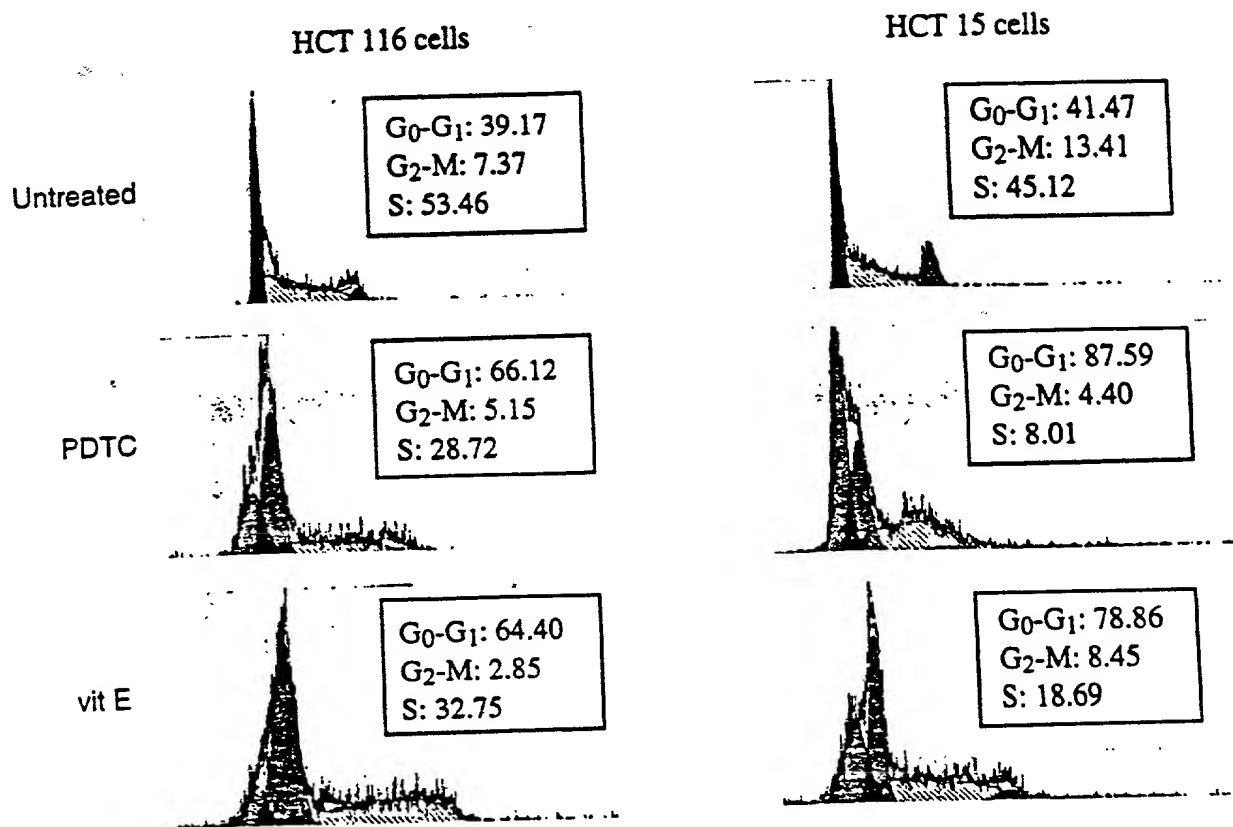 HCT 116 cells
HCT 15 cells
Untreated
G0-G1: 39.17
G2-M: 7.37
S: 53.46
G0-G1: 41.47
G2-M: 13.41
S: 45.12
PDTC
G0-G1: 66.12
G2-M: 5.15
S: 28.72
G0-G1: 87.59
G2-M: 4.40
S: 8.01
vit E
G0-G1: 64.40
G2-M: 2.85
S: 32.75
G0-G1: 78.86
G2-M: 8.45
S: 18.69